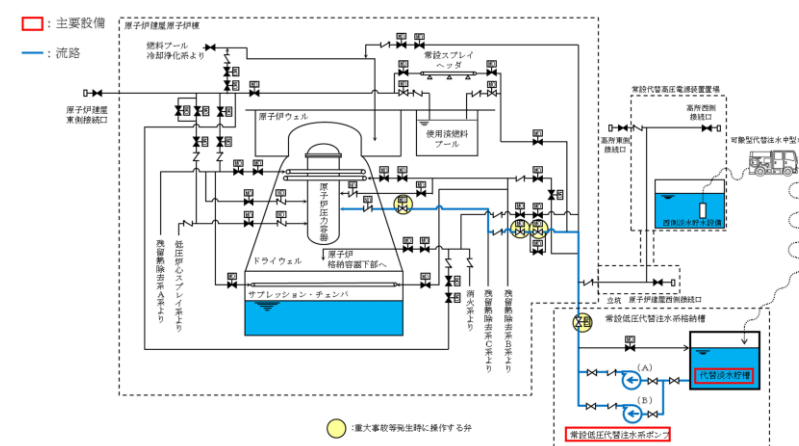 ：主要設備
：流路
原子炉建屋原子炉棟
燃料プール
冷却浄化系より
常設スプレイ
ヘッダ
原子炉建屋
東側接続口
原子炉ウェル
使用済燃料
プール
原子炉圧力容器
ドライウェル
原子炉
格納容器下部へ
サプレッション・チェンバ
残留熱除去系A系より
低圧炉心スプレイ系より
消火系より
残留熱除去系C系より
残留熱除去系B系より
常設代替高圧電源装置置場
高所西側
接続口
高所東側
接続口
可搬型代替注水中型
西側淡水貯水設備
立坑
原子炉建屋西側接続口
常設低圧代替注水系格納槽
代替淡水貯槽
(A)
(B)
常設低圧代替注水系ポンプ
：重大事故等発生時に操作する弁